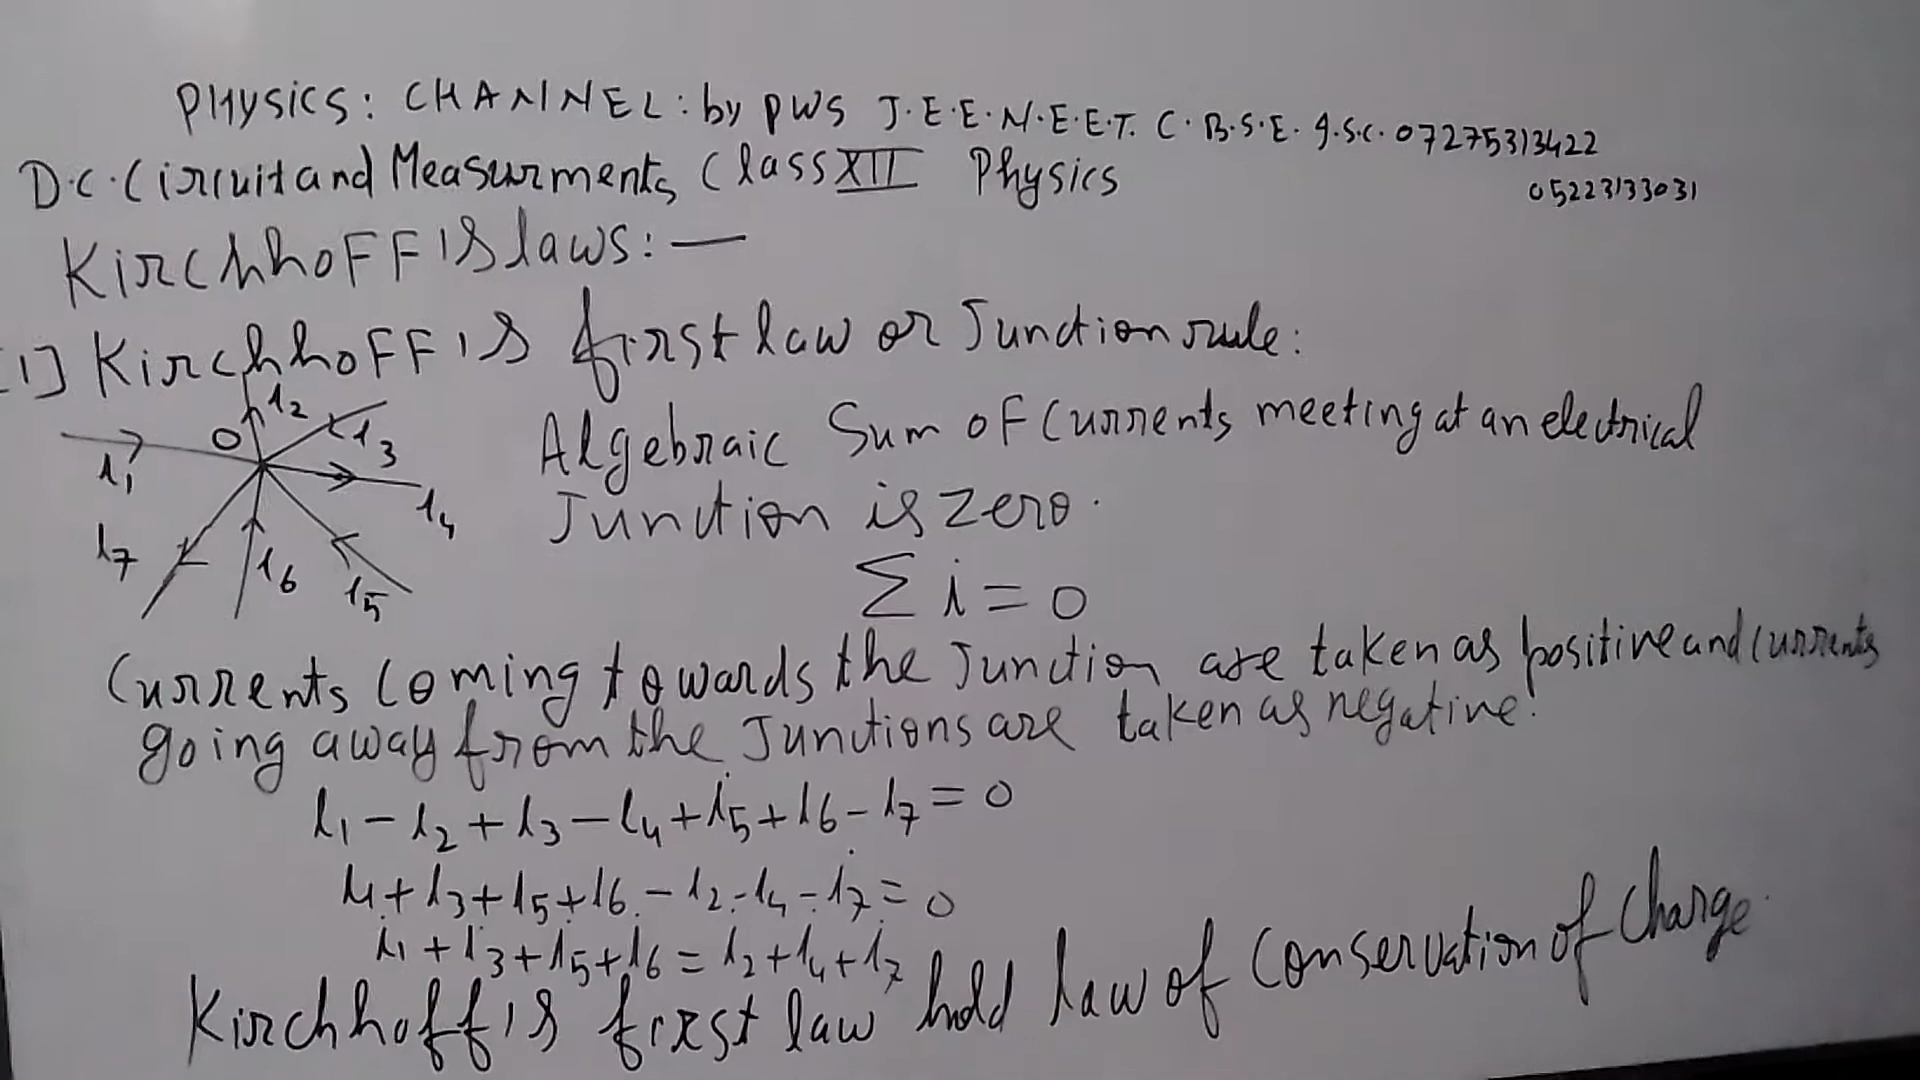 PHysics: CHANNEL: by PWS J.E.E.N.E.E.T. C.B.S.E. I.S.C. 07275313422
05223133031
D.C. Circuit and Measurments Class XII Physics
KirchhoFF's laws: —
[1] KirchhoFF's first law or Junction rule:
i1 i2 i3 i4 i5 i6 i7 O
Algebraic Sum of Currents meeting at an electrical
Junction is zero.
Σ i = 0
Currents Coming towards the Junction are taken as positive and currents
going away from the Junctions are taken as negative.
i1 - i2 + i3 - i4 + i5 + i6 - i7 = 0
i1 + i3 + i5 + i6 - i2 - i4 - i7 = 0
i1 + i3 + i5 + i6 = i2 + i4 + i7
Kirchhoff's first law hold law of Conservation of Charge.